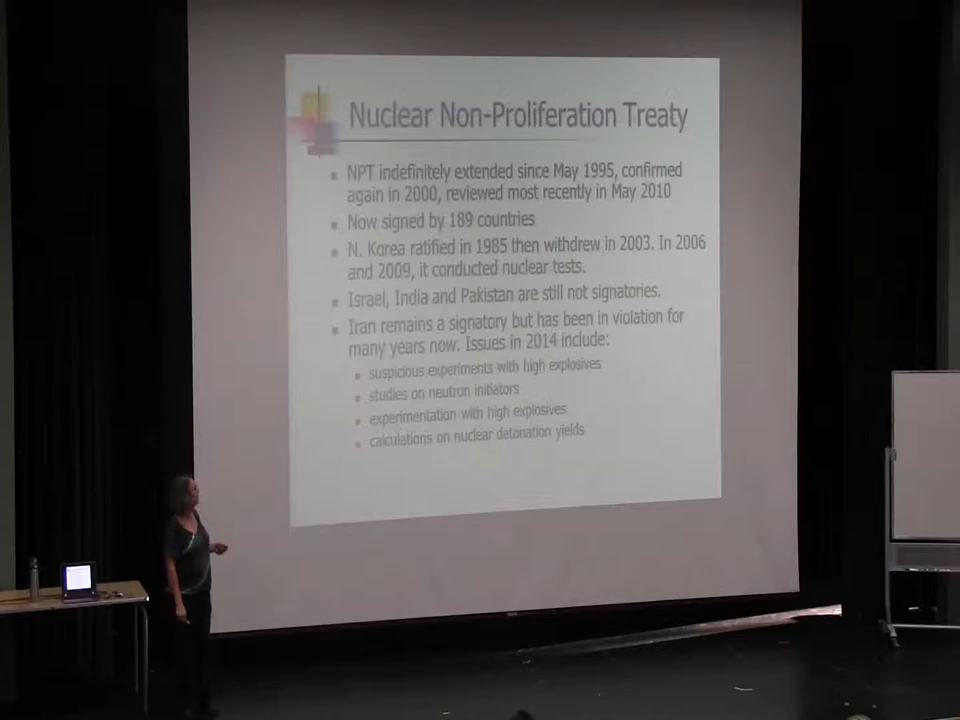 Nuclear Non-Proliferation Treaty
NPT indefinitely extended since May 1995, confirmed
again in 2000, reviewed most recently in May 2010
Now signed by 189 countries
N. Korea ratified in 1985 then withdrew in 2003. In 2006
and 2009, it conducted nuclear tests.
Israel, India and Pakistan are still not signatories.
Iran remains a signatory but has been in violation for
many years now. Issues in 2014 include:
suspicious experiments with high explosives
studies on neutron initiators
experimentation with high explosives
calculations on nuclear detonation yields